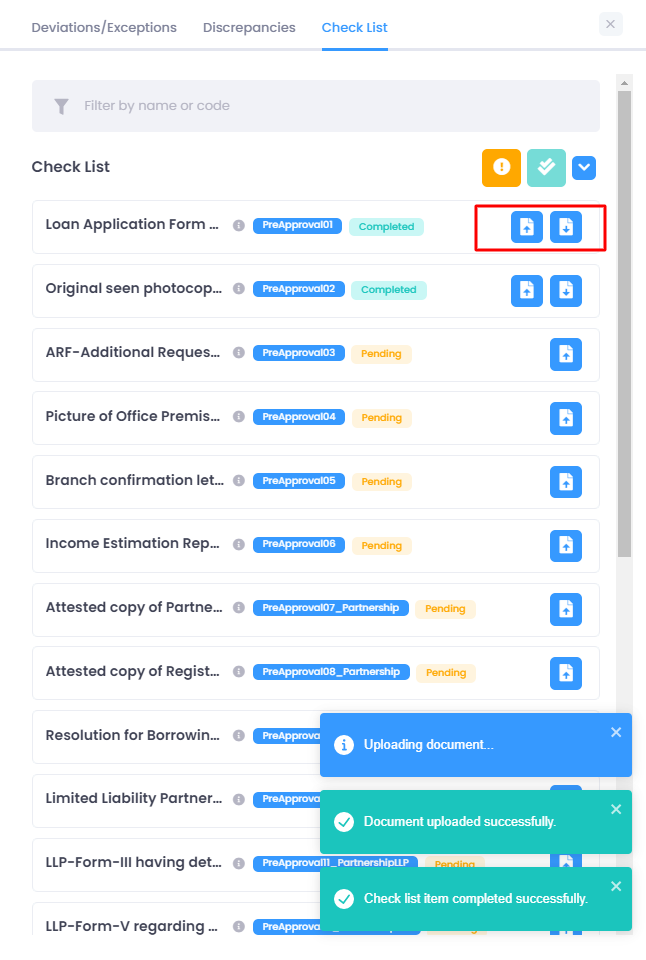 Deviations/Exceptions Discrepancies Check List
Filter by name or code
Check List
Loan Application Form ... PreApproval01 Completed
Original seen photocop... PreApproval02 Completed
ARF-Additional Reques... PreApproval03 Pending
Picture of Office Premis... PreApproval04 Pending
Branch confirmation let... PreApproval05 Pending
Income Estimation Rep... PreApproval06 Pending
Attested copy of Partne... PreApproval07_Partnership Pending
Attested copy of Regist... PreApproval08_Partnership Pending
Resolution for Borrowin... PreApprova
Uploading document...
Limited Liability Partner... PreApprova
Document uploaded successfully.
LLP-Form-III having det... PreApproval11_PartnershipLLP Pending
Check list item completed successfully.
LLP-Form-V regarding ... PreApprova